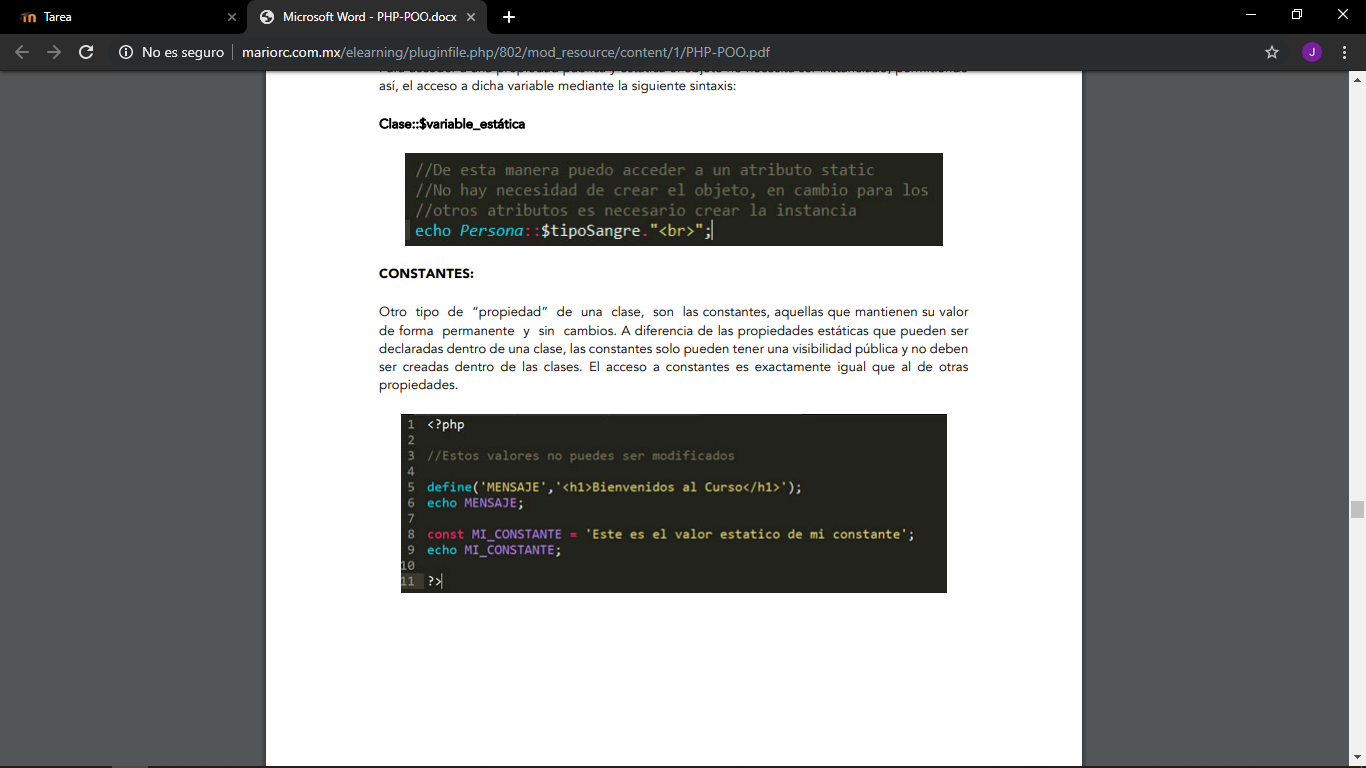 Tarea
Microsoft Word - PHP-POO.docx
No es seguro
mariorc.com.mx/elearning/pluginfile.php/802/mod_resource/content/1/PHP-POO.pdf
J
así, el acceso a dicha variable mediante la siguiente sintaxis:
Clase::$variable_estática
//De esta manera puedo acceder a un atributo static
//No hay necesidad de crear el objeto, en cambio para los
//otros atributos es necesario crear la instancia
echo Persona::$tipoSangre."<br>";
CONSTANTES:
Otro tipo de “propiedad” de una clase, son las constantes, aquellas que mantienen su valor
de forma permanente y sin cambios. A diferencia de las propiedades estáticas que pueden ser
declaradas dentro de una clase, las constantes solo pueden tener una visibilidad pública y no deben
ser creadas dentro de las clases. El acceso a constantes es exactamente igual que al de otras
propiedades.
1 <?php
2
3 //Estos valores no puedes ser modificados
4
5 define('MENSAJE','<h1>Bienvenidos al Curso</h1>');
6 echo MENSAJE;
7
8 const MI_CONSTANTE = 'Este es el valor estatico de mi constante';
9 echo MI_CONSTANTE;
10
11 ?>